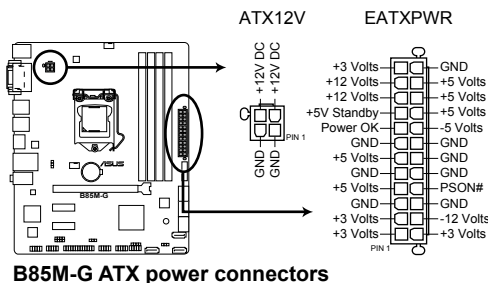 ATX12V
EATXPWR
+12V DC
+12V DC
GND
GND
PIN 1
+3 Volts
+12 Volts
+12 Volts
+5V Standby
Power OK
GND
+5 Volts
GND
+5 Volts
GND
+3 Volts
+3 Volts
PIN 1
GND
+5 Volts
+5 Volts
+5 Volts
-5 Volts
GND
GND
GND
PSON#
GND
-12 Volts
+3 Volts
/SUS
B85M-G
B85M-G ATX power connectors